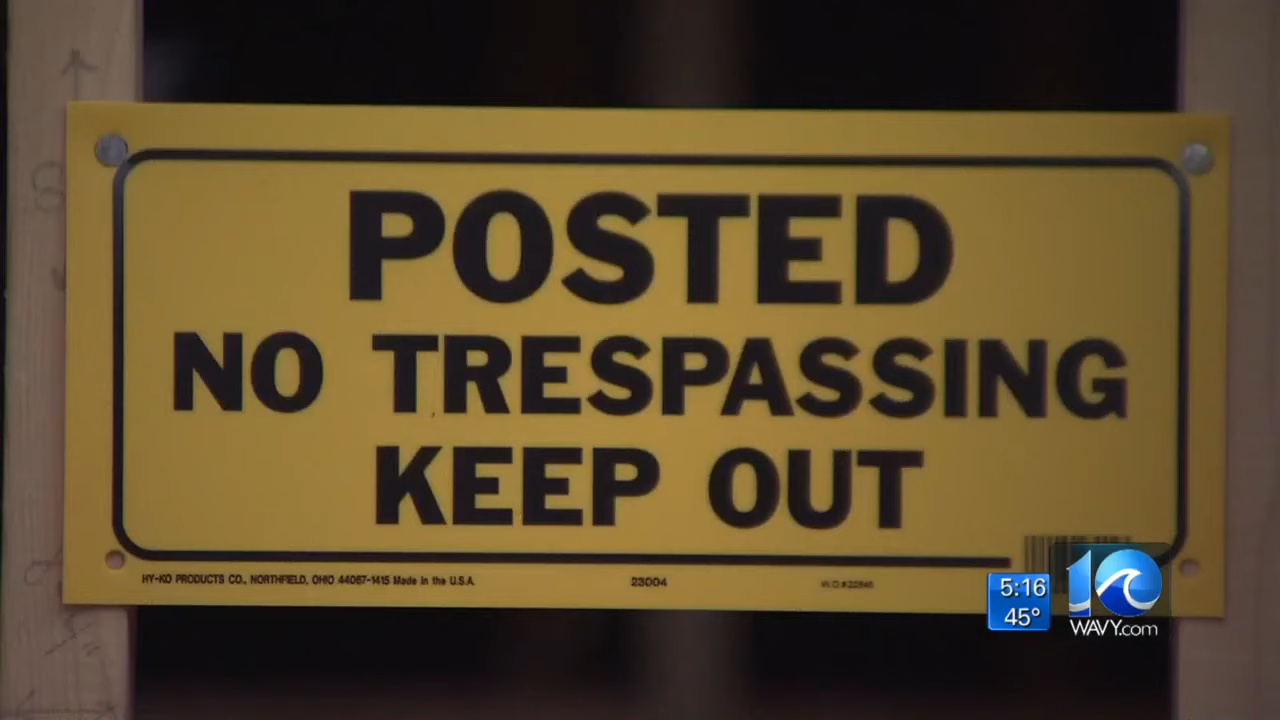 POSTED
NO TRESPASSING
KEEP OUT
HY-KO PRODUCTS CO., NORTHFIELD, OHIO 44067-1415 Made in the U.S.A. 23004
5:16
45°
10
WAVY.com